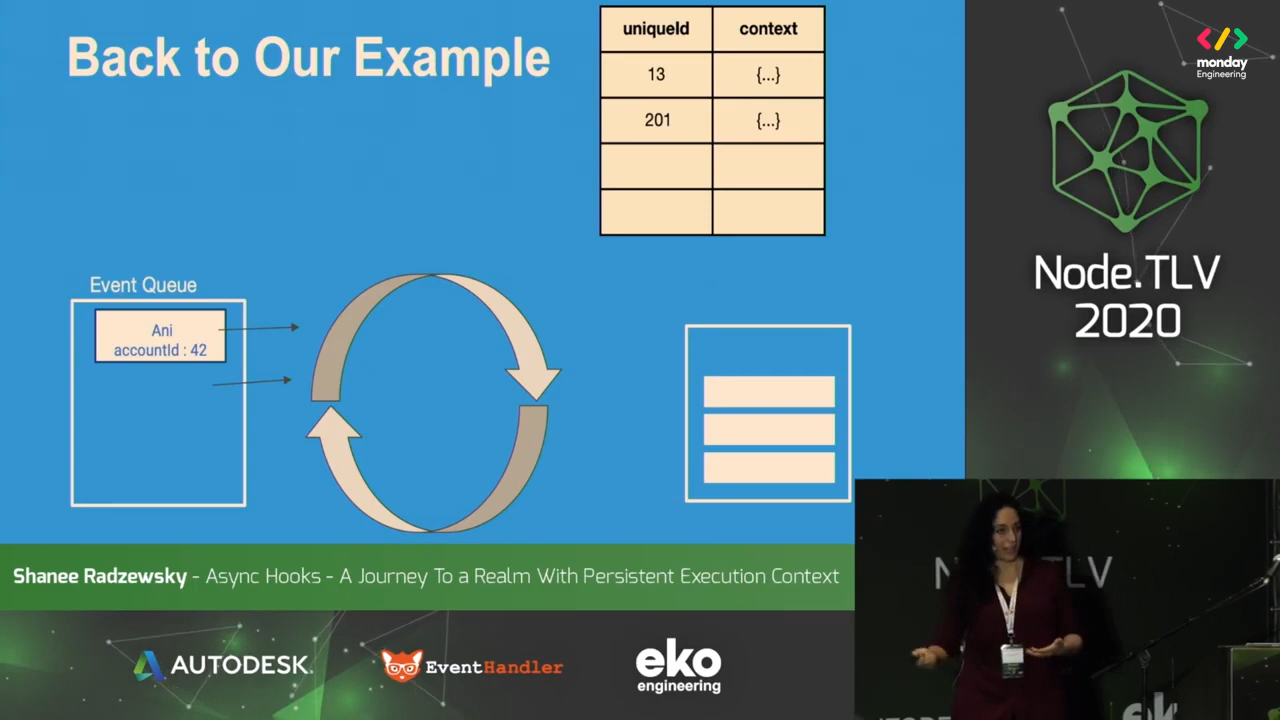 Back to Our Example
uniqueId context
13 {...}
201 {...}
monday
Engineering
Node.TLV
2020
Event Queue
Ani
accountId : 42
Shanee Radzewsky - Async Hooks - A Journey To a Realm With Persistent Execution Context
AUTODESK.
EventHandler
eko
engineering